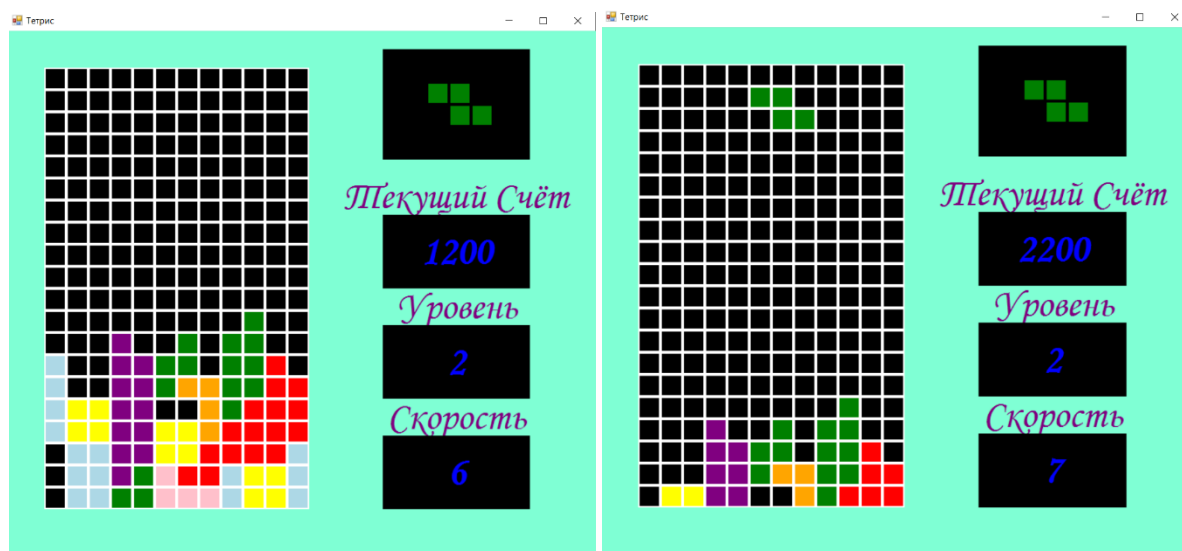 Тетрис
Текущий Счёт
1200
Уровень
2
Скорость
6
Тетрис
Текущий Счёт
2200
Уровень
2
Скорость
7